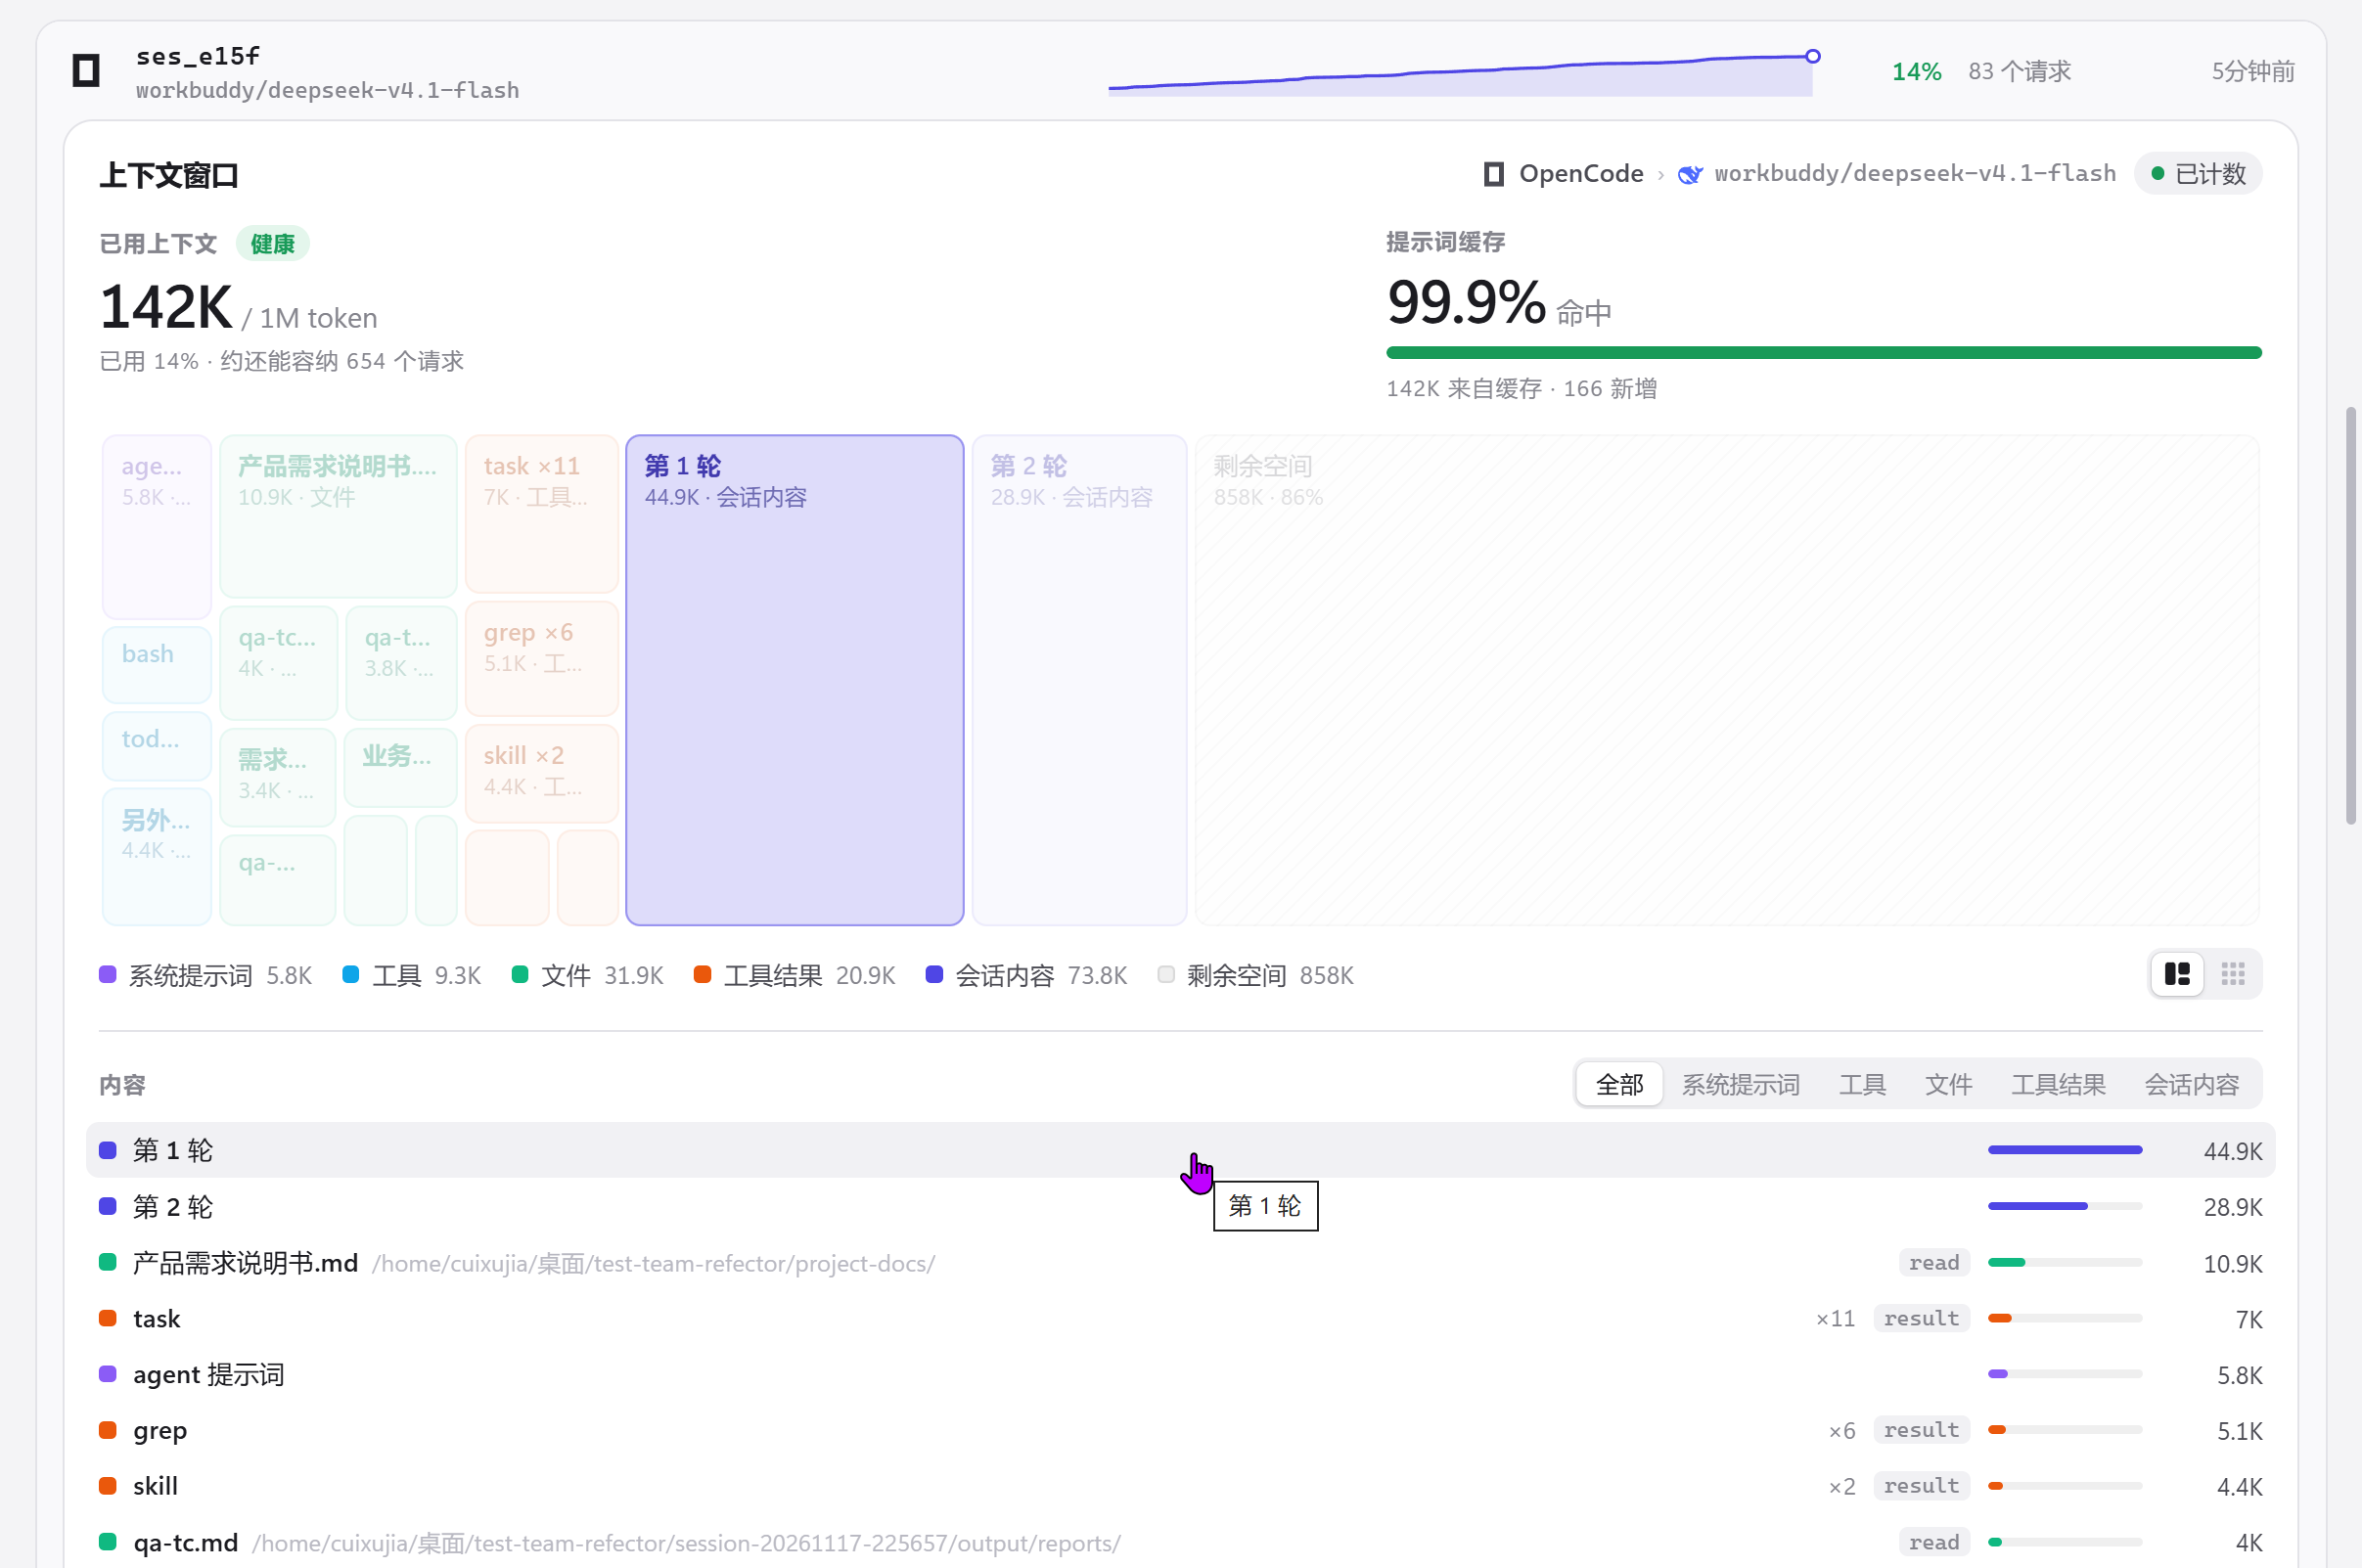 ses_e15f
workbuddy/deepseek-v4.1-flash
14% 83 个请求 5分钟前
上下文窗口
OpenCode › workbuddy/deepseek-v4.1-flash 已计数
已用上下文 健康
142K / 1M token
已用 14% · 约还能容纳 654 个请求
提示词缓存
99.9% 命中
142K 来自缓存 · 166 新增
age...
5.8K ·...
bash
tod...
另外...
4.4K ·...
产品需求说明书....
10.9K · 文件
qa-tc...
4K · ...
qa-t...
3.8K ·...
需求...
3.4K · ...
业务...
qa-...
task ×11
7K · 工具...
grep ×6
5.1K · 工...
skill ×2
4.4K · 工...
第 1 轮
44.9K · 会话内容
第 2 轮
28.9K · 会话内容
剩余空间
858K · 86%
系统提示词 5.8K 工具 9.3K 文件 31.9K 工具结果 20.9K 会话内容 73.8K 剩余空间 858K
内容
全部 系统提示词 工具 文件 工具结果 会话内容
第 1 轮 44.9K
第 1 轮
第 2 轮 28.9K
产品需求说明书.md /home/cuixujia/桌面/test-team-refector/project-docs/ read 10.9K
task ×11 result 7K
agent 提示词 5.8K
grep ×6 result 5.1K
skill ×2 result 4.4K
qa-tc.md /home/cuixujia/桌面/test-team-refector/session-20261117-225657/output/reports/ read 4K